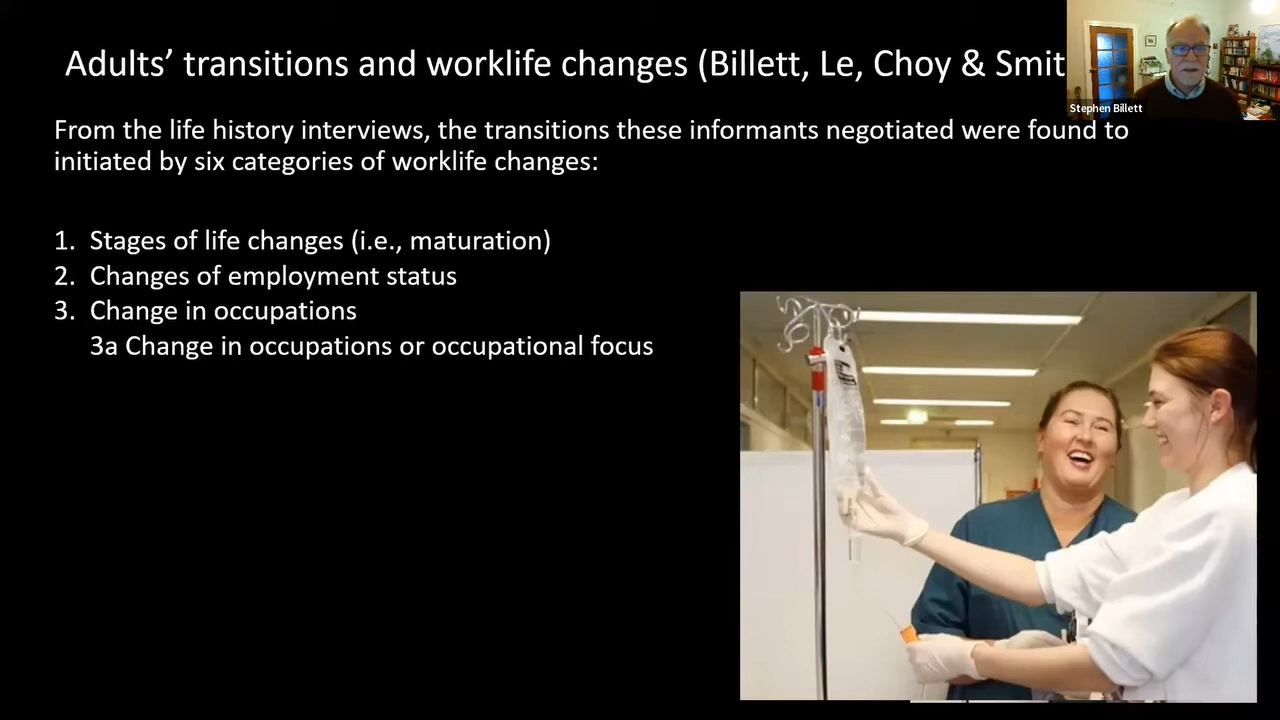 Adults’ transitions and worklife changes (Billett, Le, Choy & Smit
Stephen Billett
From the life history interviews, the transitions these informants negotiated were found to
initiated by six categories of worklife changes:
1. Stages of life changes (i.e., maturation)
2. Changes of employment status
3. Change in occupations
3a Change in occupations or occupational focus